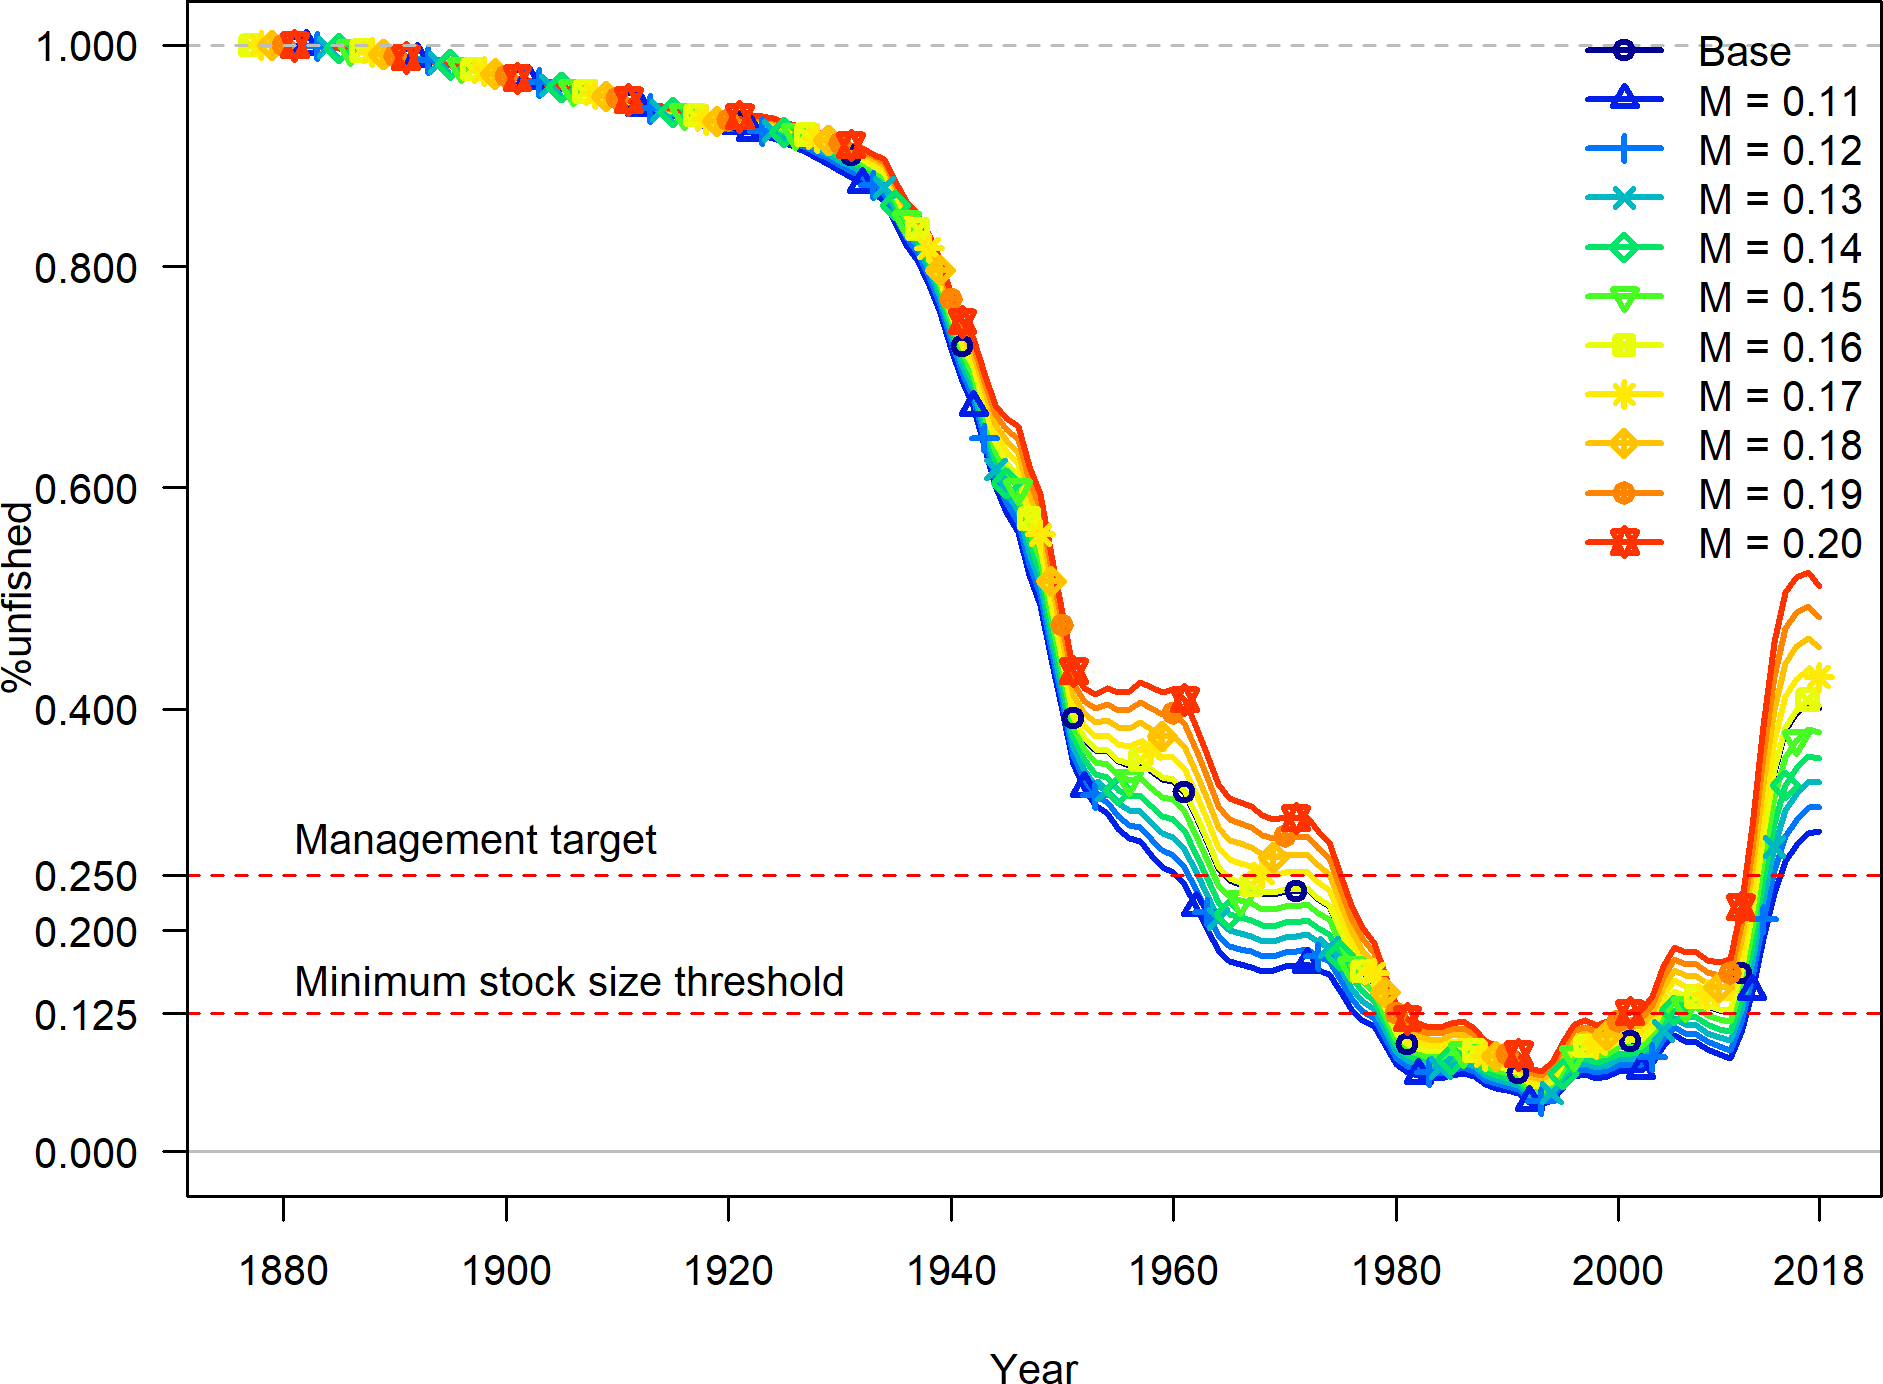 1.000
0.800
0.600
0.400
0.250
0.200
0.125
0.000
%unfished
Base
M = 0.11
M = 0.12
M = 0.13
M = 0.14
M = 0.15
M = 0.16
M = 0.17
M = 0.18
M = 0.19
M = 0.20
Management target
Minimum stock size threshold
1880 1900 1920 1940 1960 1980 2000 2018
Year